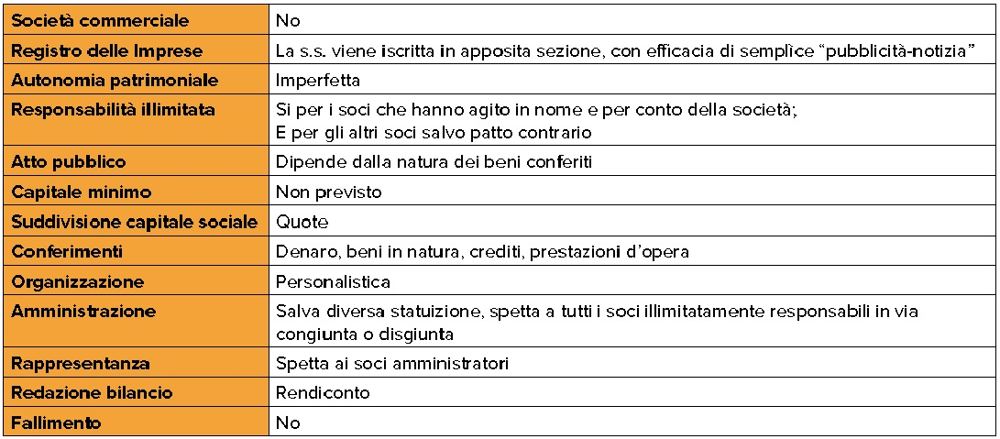 Società commerciale No
Registro delle Imprese La s.s. viene iscritta in apposita sezione, con efficacia di semplice “pubblicità-notizia”
Autonomia patrimoniale Imperfetta
Responsabilità illimitata Si per i soci che hanno agito in nome e per conto della società;
E per gli altri soci salvo patto contrario
Atto pubblico Dipende dalla natura dei beni conferiti
Capitale minimo Non previsto
Suddivisione capitale sociale Quote
Conferimenti Denaro, beni in natura, crediti, prestazioni d’opera
Organizzazione Personalistica
Amministrazione Salva diversa statuizione, spetta a tutti i soci illimitatamente responsabili in via
congiunta o disgiunta
Rappresentanza Spetta ai soci amministratori
Redazione bilancio Rendiconto
Fallimento No